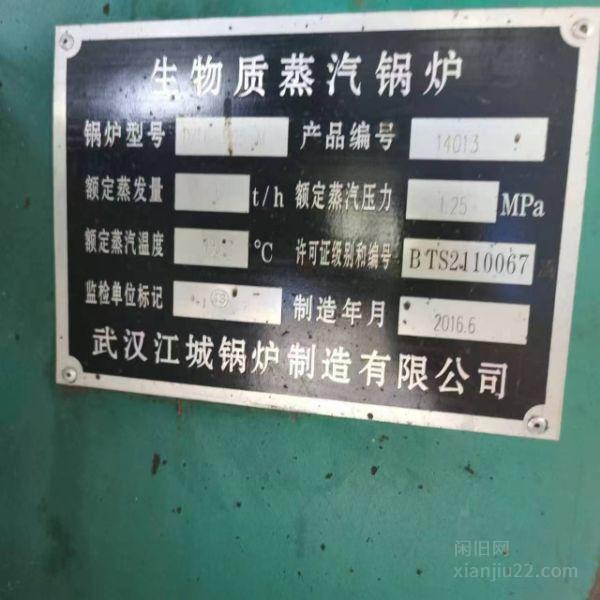 生物质蒸汽锅炉
锅炉型号 产品编号 14013
额定蒸发量 t/h 额定蒸汽压力 1.25 MPa
额定蒸汽温度 ℃ 许可证级别和编号 BTS2110067
监检单位标记 制造年月 2016.6
武汉江城锅炉制造有限公司
闲旧网
xianjiu22.com